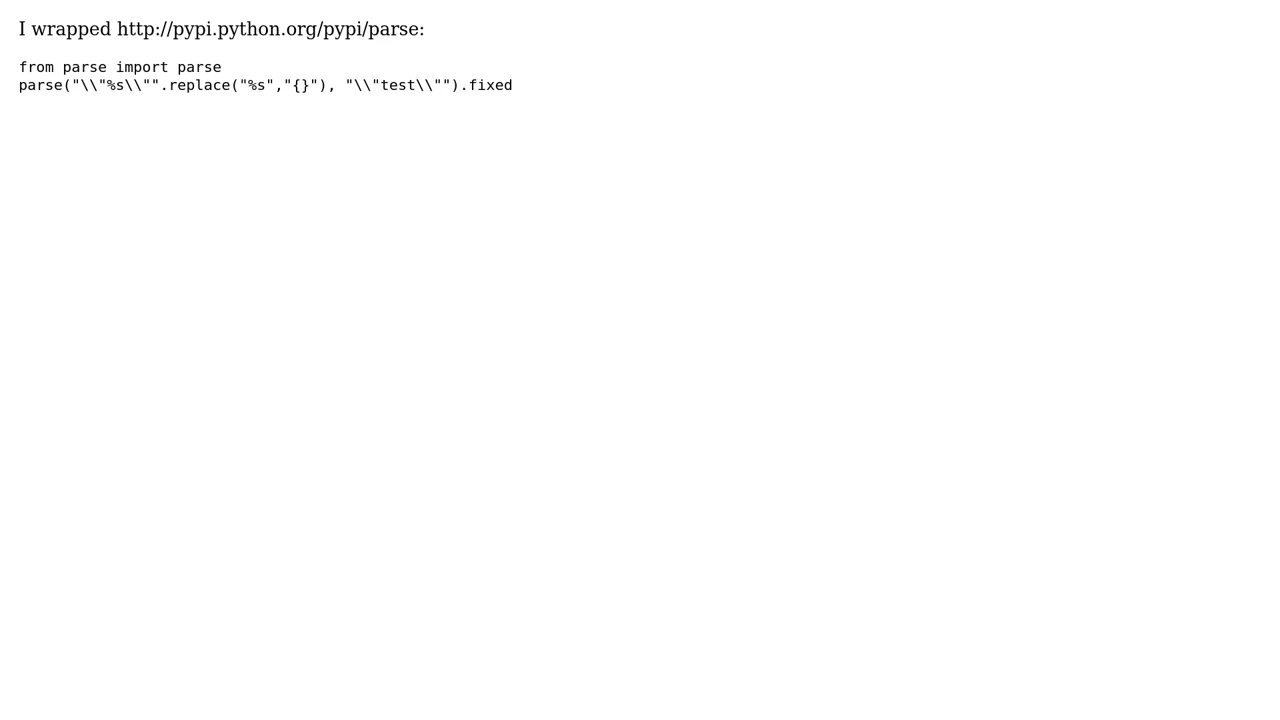 I wrapped http://pypi.python.org/pypi/parse:
from parse import parse
parse("\\"%s\\"".replace("%s","{}"), "\\"test\\"").fixed